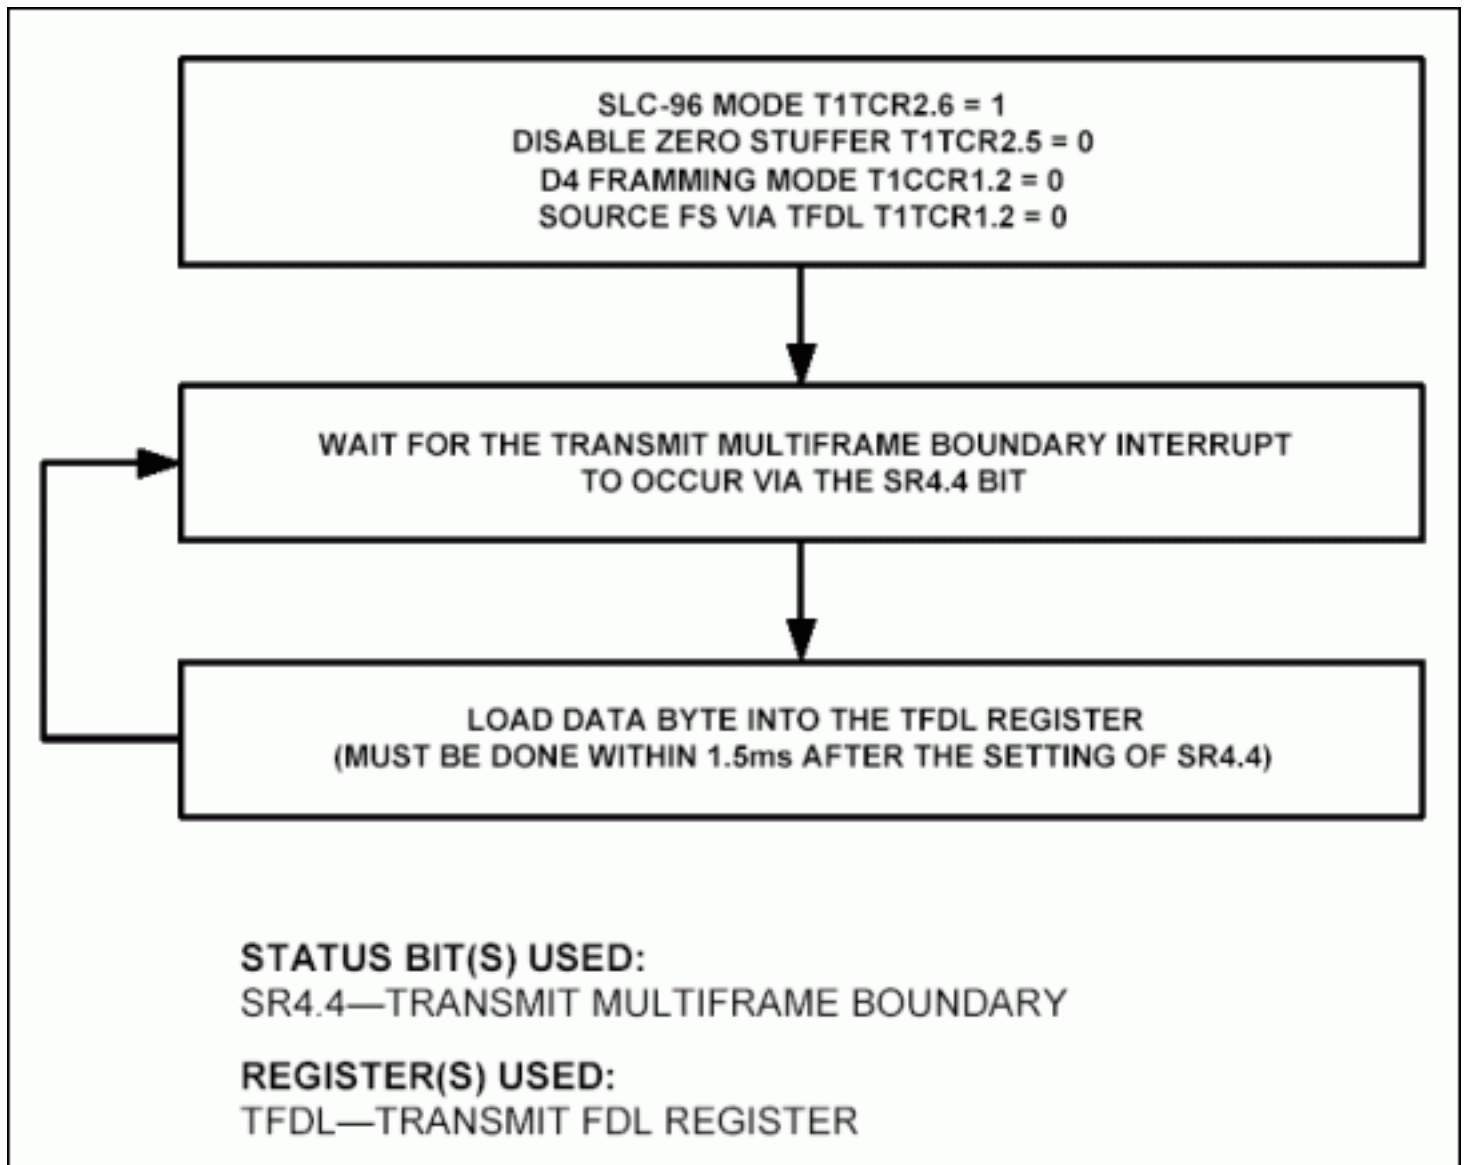 SLC-96 MODE T1TCR2.6 = 1
DISABLE ZERO STUFFER T1TCR2.5 = 0
D4 FRAMMING MODE T1CCR1.2 = 0
SOURCE FS VIA TFDL T1TCR1.2 = 0
WAIT FOR THE TRANSMIT MULTIFRAME BOUNDARY INTERRUPT
TO OCCUR VIA THE SR4.4 BIT
LOAD DATA BYTE INTO THE TFDL REGISTER
(MUST BE DONE WITHIN 1.5ms AFTER THE SETTING OF SR4.4)
STATUS BIT(S) USED:
SR4.4—TRANSMIT MULTIFRAME BOUNDARY
REGISTER(S) USED:
TFDL—TRANSMIT FDL REGISTER